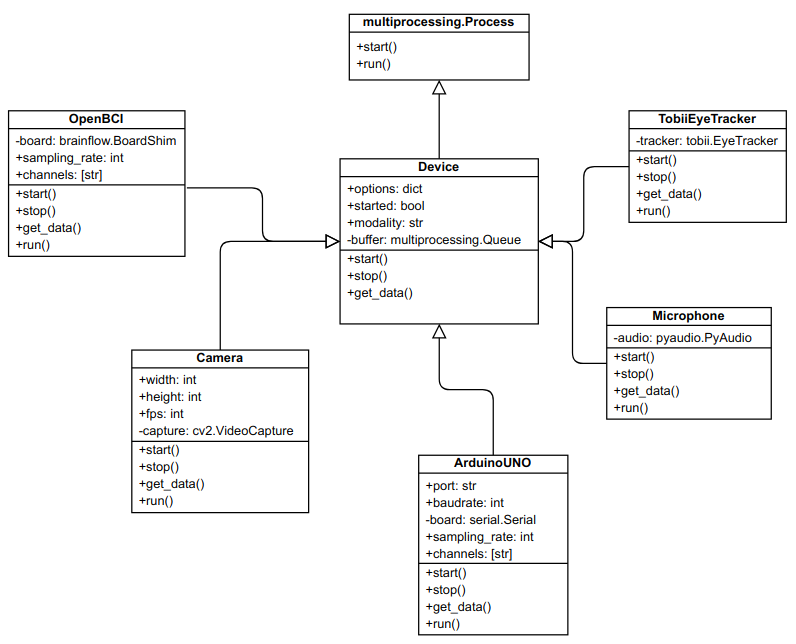 multiprocessing.Process
+start()
+run()
OpenBCI
-board: brainflow.BoardShim
+sampling_rate: int
+channels: [str]
+start()
+stop()
+get_data()
+run()
TobiiEyeTracker
-tracker: tobii.EyeTracker
+start()
+stop()
+get_data()
+run()
Device
+options: dict
+started: bool
+modality: str
-buffer: multiprocessing.Queue
+start()
+stop()
+get_data()
Microphone
-audio: pyaudio.PyAudio
+start()
+stop()
+get_data()
+run()
Camera
+width: int
+height: int
+fps: int
-capture: cv2.VideoCapture
+start()
+stop()
+get_data()
+run()
ArduinoUNO
+port: str
+baudrate: int
-board: serial.Serial
+sampling_rate: int
+channels: [str]
+start()
+stop()
+get_data()
+run()